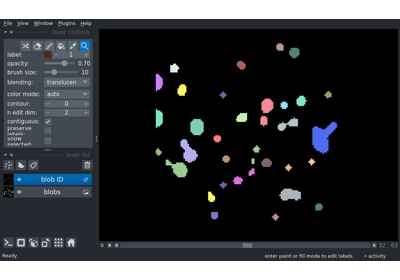 File View Window Plugins Help
layer controls
label: 1
opacity: 0.70
brush size: 10
blending: translucen
color mode: auto
contour: 0
n edit dim: 2
contiguous:
preserve labels:
show selected:
layer list
blob ID
blobs
0 32 63
Ready enter paint or fill mode to edit labels activity